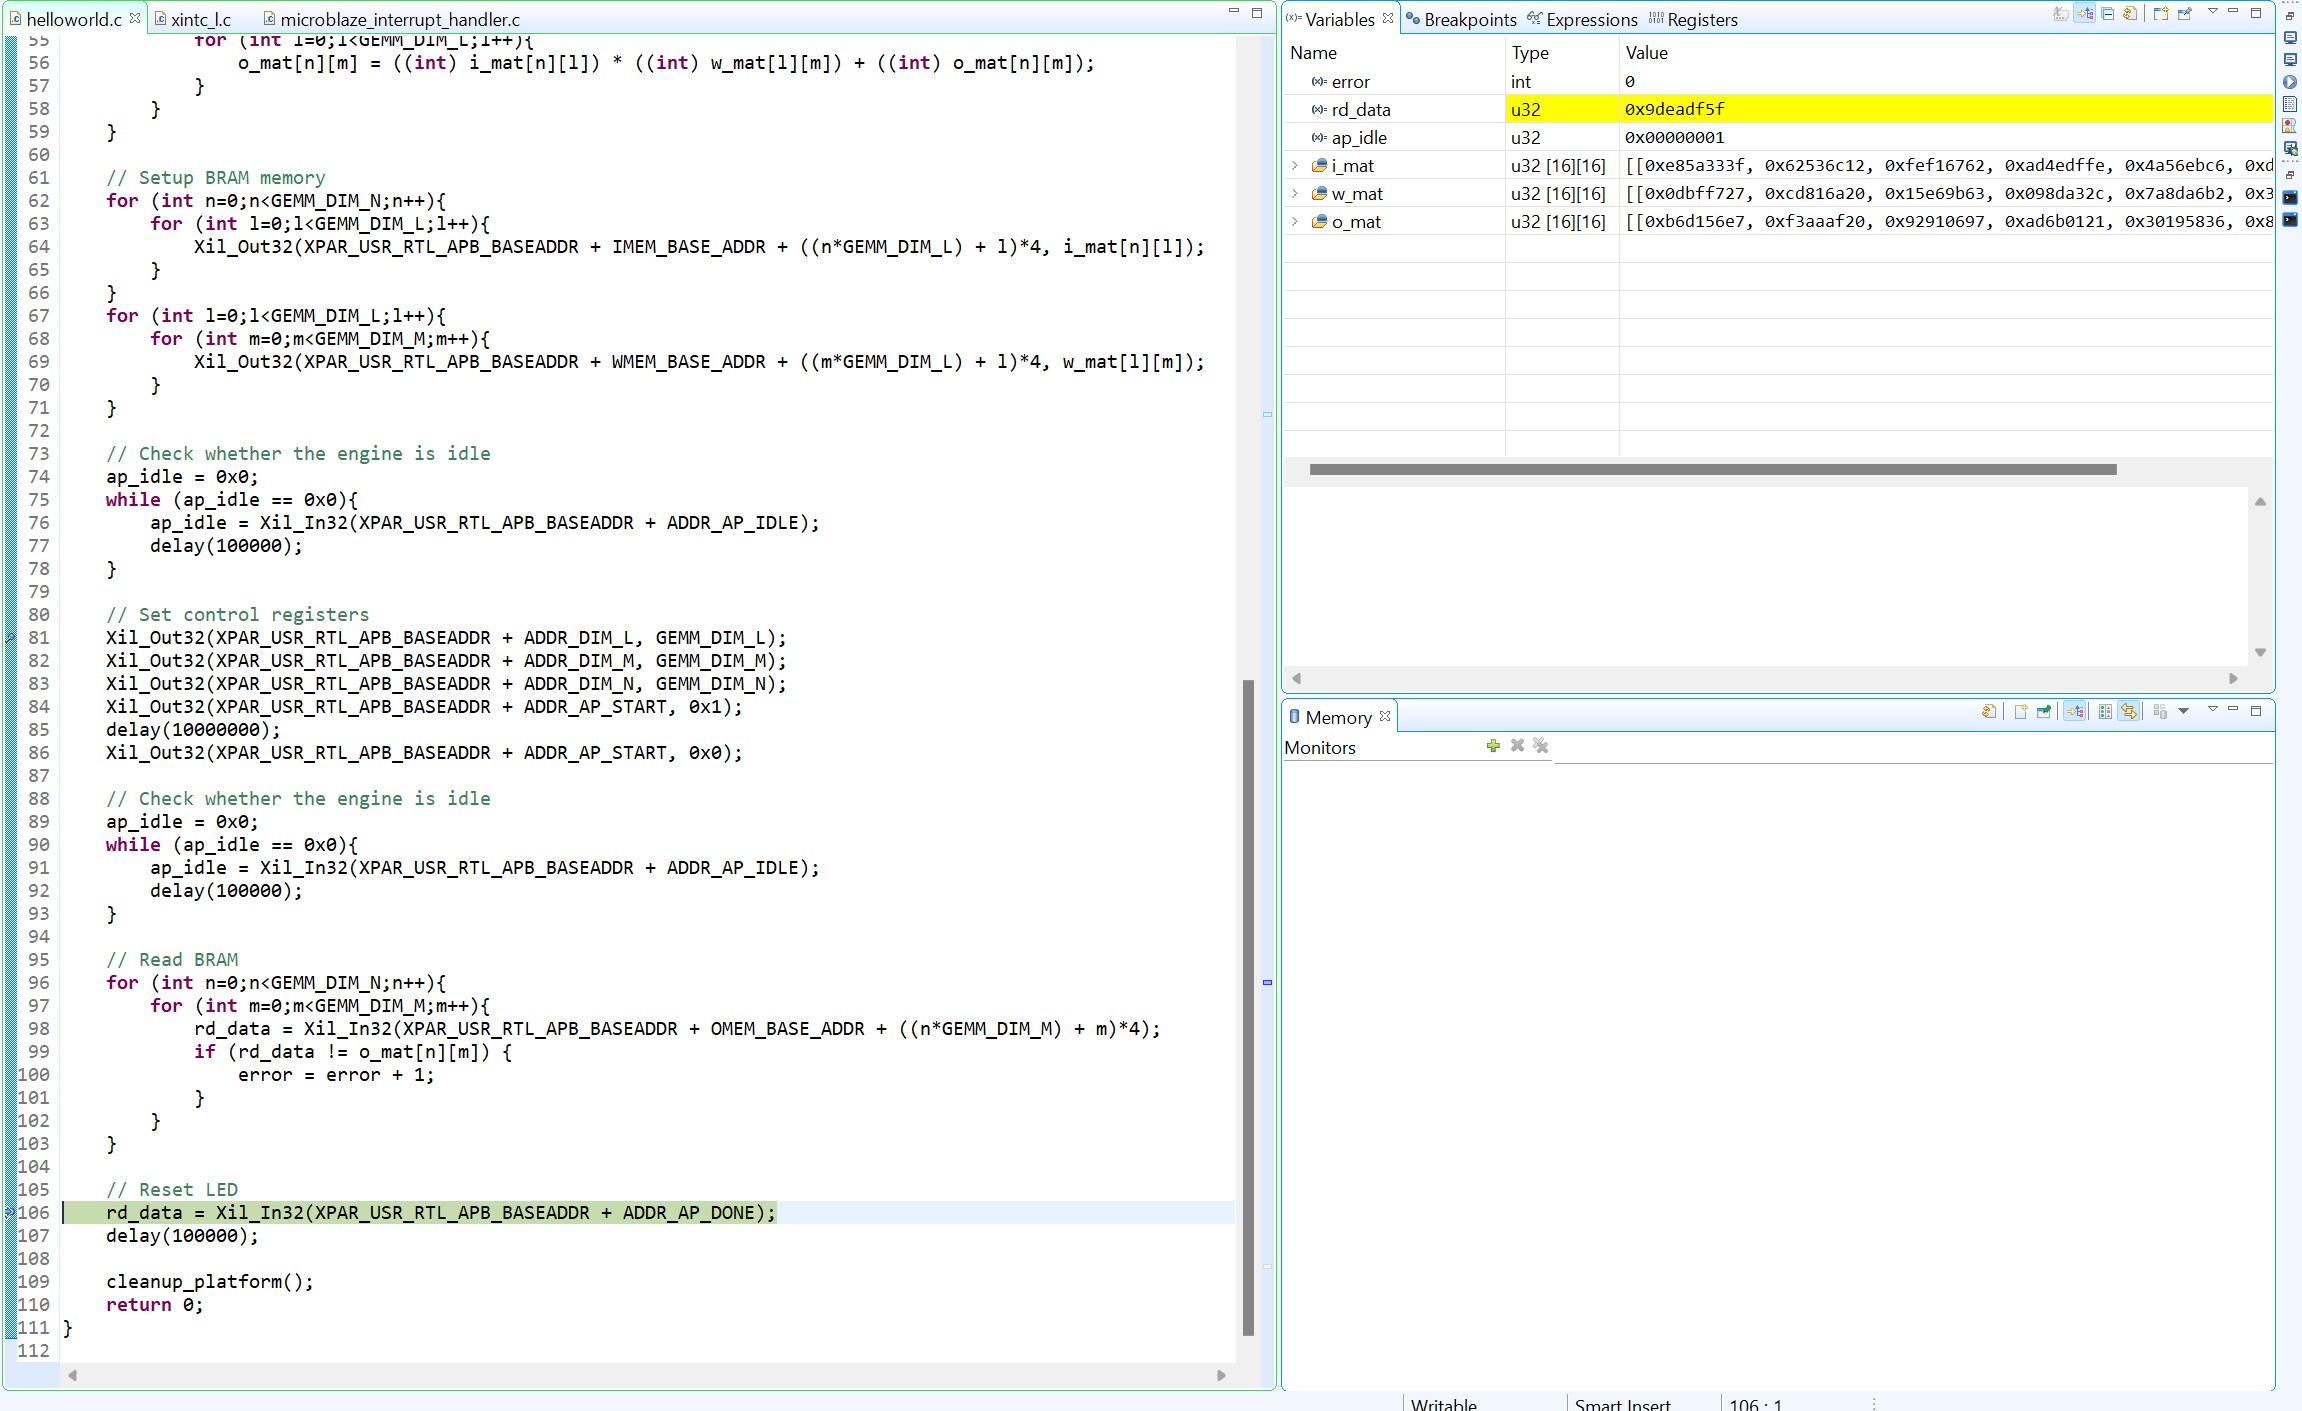 helloworld.c xintc_l.c microblaze_interrupt_handler.c
55 for (int l=0;l<GEMM_DIM_L;l++){
56 o_mat[n][m] = ((int) i_mat[n][l]) * ((int) w_mat[l][m]) + ((int) o_mat[n][m]);
57 }
58 }
59 }
60
61 // Setup BRAM memory
62 for (int n=0;n<GEMM_DIM_N;n++){
63 for (int l=0;l<GEMM_DIM_L;l++){
64 Xil_Out32(XPAR_USR_RTL_APB_BASEADDR + IMEM_BASE_ADDR + ((n*GEMM_DIM_L) + l)*4, i_mat[n][l]);
65 }
66 }
67 for (int l=0;l<GEMM_DIM_L;l++){
68 for (int m=0;m<GEMM_DIM_M;m++){
69 Xil_Out32(XPAR_USR_RTL_APB_BASEADDR + WMEM_BASE_ADDR + ((m*GEMM_DIM_L) + l)*4, w_mat[l][m]);
70 }
71 }
72
73 // Check whether the engine is idle
74 ap_idle = 0x0;
75 while (ap_idle == 0x0){
76 ap_idle = Xil_In32(XPAR_USR_RTL_APB_BASEADDR + ADDR_AP_IDLE);
77 delay(100000);
78 }
79
80 // Set control registers
81 Xil_Out32(XPAR_USR_RTL_APB_BASEADDR + ADDR_DIM_L, GEMM_DIM_L);
82 Xil_Out32(XPAR_USR_RTL_APB_BASEADDR + ADDR_DIM_M, GEMM_DIM_M);
83 Xil_Out32(XPAR_USR_RTL_APB_BASEADDR + ADDR_DIM_N, GEMM_DIM_N);
84 Xil_Out32(XPAR_USR_RTL_APB_BASEADDR + ADDR_AP_START, 0x1);
85 delay(10000000);
86 Xil_Out32(XPAR_USR_RTL_APB_BASEADDR + ADDR_AP_START, 0x0);
87
88 // Check whether the engine is idle
89 ap_idle = 0x0;
90 while (ap_idle == 0x0){
91 ap_idle = Xil_In32(XPAR_USR_RTL_APB_BASEADDR + ADDR_AP_IDLE);
92 delay(100000);
93 }
94
95 // Read BRAM
96 for (int n=0;n<GEMM_DIM_N;n++){
97 for (int m=0;m<GEMM_DIM_M;m++){
98 rd_data = Xil_In32(XPAR_USR_RTL_APB_BASEADDR + OMEM_BASE_ADDR + ((n*GEMM_DIM_M) + m)*4);
99 if (rd_data != o_mat[n][m]) {
100 error = error + 1;
101 }
102 }
103 }
104
105 // Reset LED
106 rd_data = Xil_In32(XPAR_USR_RTL_APB_BASEADDR + ADDR_AP_DONE);
107 delay(100000);
108
109 cleanup_platform();
110 return 0;
111 }
112
Variables Breakpoints Expressions Registers
Name Type Value
error int 0
rd_data u32 0x9deadf5f
ap_idle u32 0x00000001
i_mat u32 [16][16] [[0xe85a333f, 0x62536c12, 0xfef16762, 0xad4edffe, 0x4a56ebc6, 0xd
w_mat u32 [16][16] [[0x0dbff727, 0xcd816a20, 0x15e69b63, 0x098da32c, 0x7a8da6b2, 0x3
o_mat u32 [16][16] [[0xb6d156e7, 0xf3aaaf20, 0x92910697, 0xad6b0121, 0x30195836, 0x8
Memory
Monitors
Writable Smart Insert 106 : 1